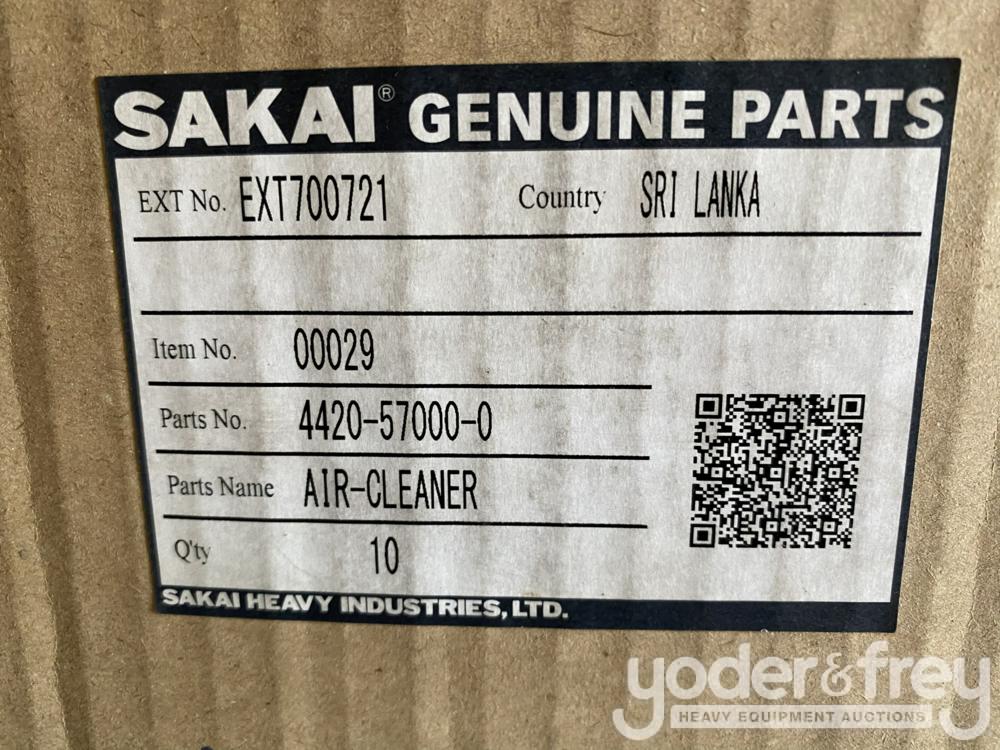 SAKAI® GENUINE PARTS
EXT No. EXT700721 Country SRI LANKA
Item No. 00029
Parts No. 4420-57000-0
Parts Name AIR-CLEANER
Q'ty 10
SAKAI HEAVY INDUSTRIES, LTD.
yoder&frey
HEAVY EQUIPMENT AUCTIONS